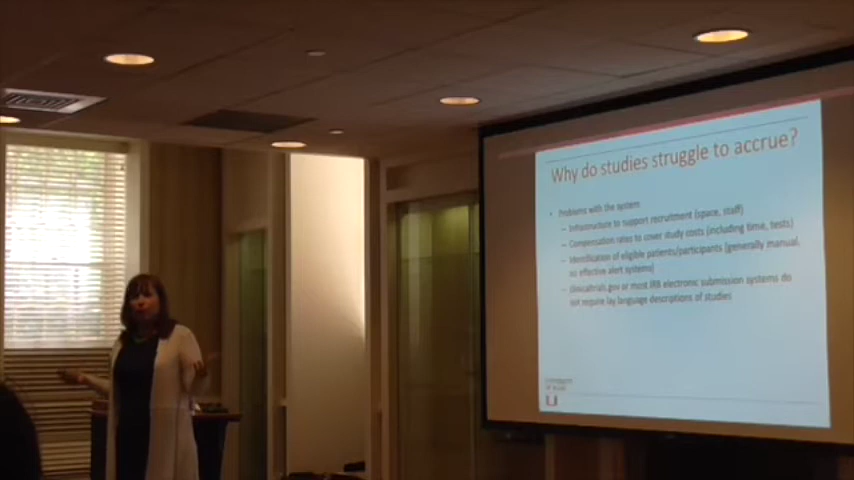 Why do studies struggle to accrue?
• Problems with the system
– Infrastructure to support recruitment (space, staff)
– Compensation rates to cover study costs (including time, tests)
– Identification of eligible patients/participants (generally manual,
no effective alert systems)
– clinicaltrials.gov or most IRB electronic submission systems do
not require lay language descriptions of studies
U